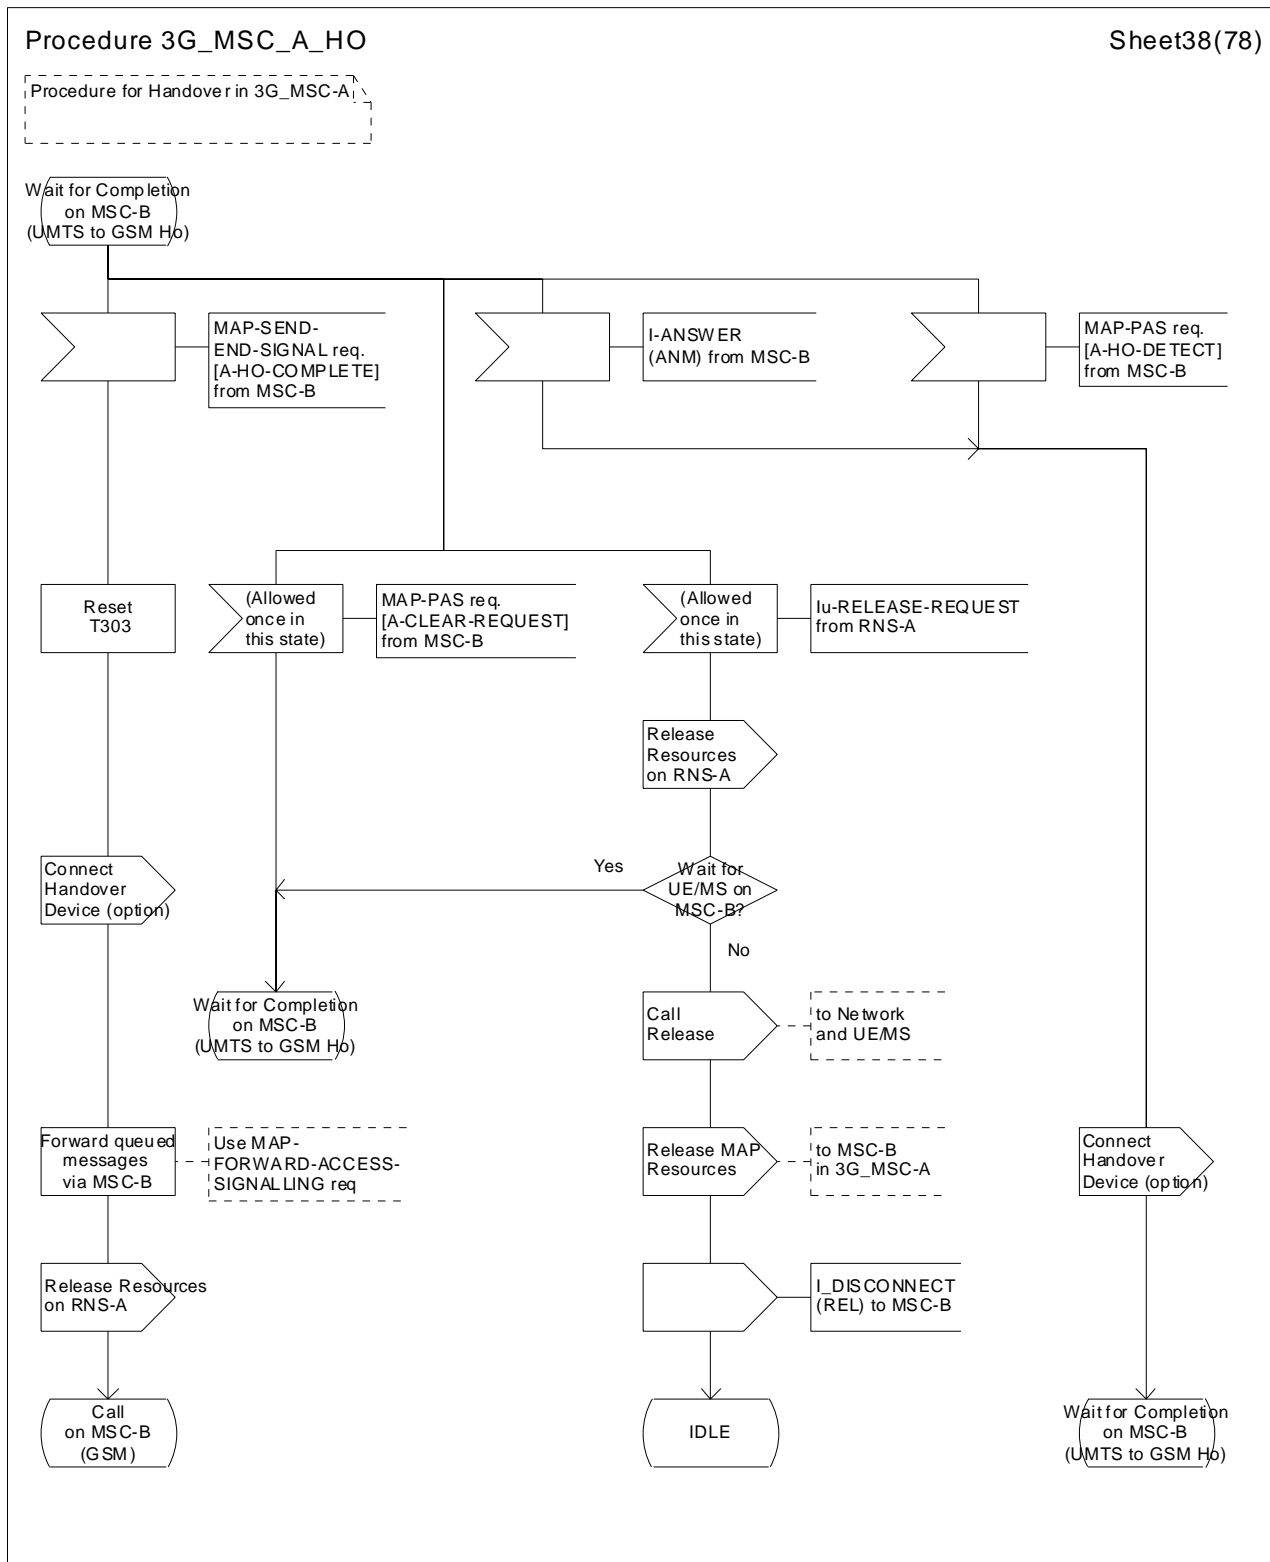 Procedure 3G_MSC_A_HO
Sheet38(78)
Procedure for Handover in 3G_MSC-A
Wait for Completion
on MSC-B
(UMTS to GSM Ho)
MAP-SEND-
END-SIGNAL req.
[A-HO-COMPLETE]
from MSC-B
I-ANSWER
(ANM) from MSC-B
MAP-PAS req.
[A-HO-DETECT]
from MSC-B
Reset
T303
(Allowed
once in
this state)
MAP-PAS req.
[A-CLEAR-REQUEST]
from MSC-B
(Allowed
once in
this state)
Iu-RELEASE-REQUEST
from RNS-A
Release
Resources
on RNS-A
Connect
Handover
Device (option)
Yes
Wait for
UE/MS on
MSC-B?
No
Wait for Completion
on MSC-B
(UMTS to GSM Ho)
Call
Release
to Network
and UE/MS
Forward queued
messages
via MSC-B
Use MAP-
FORWARD-ACCESS-
SIGNALLING req
Release MAP
Resources
to MSC-B
in 3G_MSC-A
Connect
Handover
Device (option)
Release Resources
on RNS-A
I_DISCONNECT
(REL) to MSC-B
Call
on MSC-B
(GSM)
IDLE
Wait for Completion
on MSC-B
(UMTS to GSM Ho)